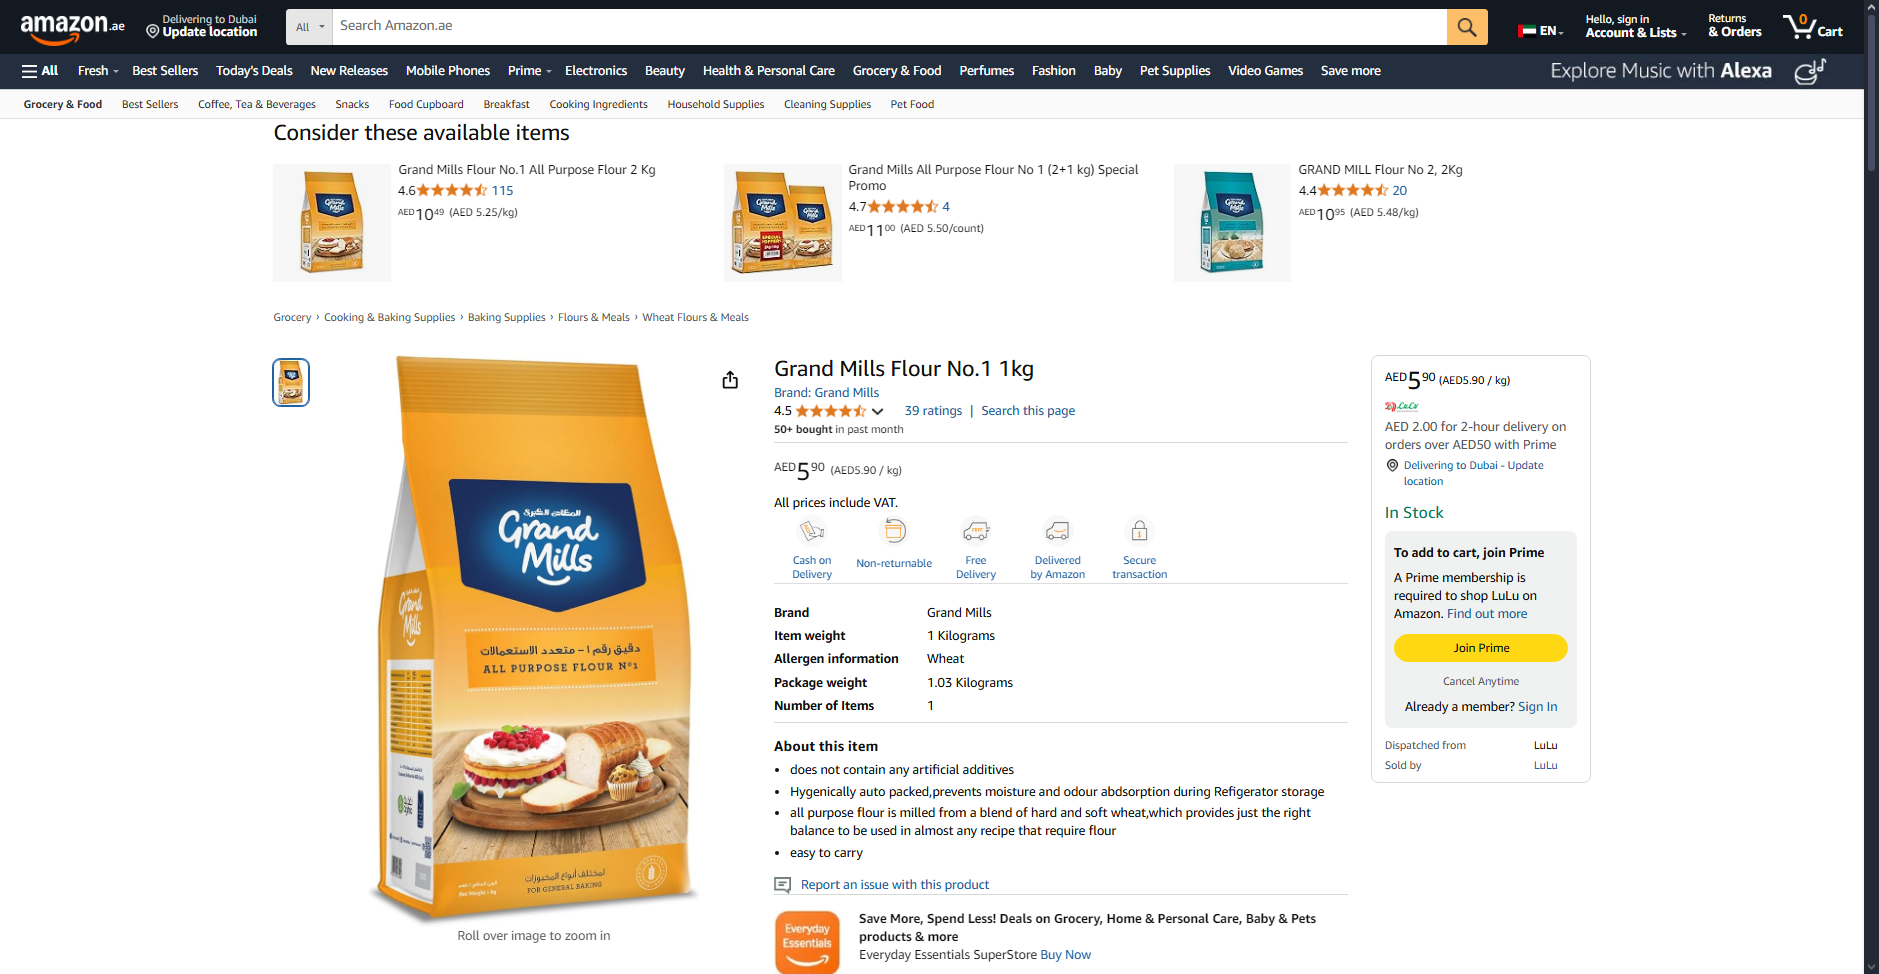 amazon.ae
Delivering to Dubai
Update location
All
Search Amazon.ae
EN
Hello, sign in
Account & Lists
Returns
& Orders
0
Cart
All
Fresh
Best Sellers
Today's Deals
New Releases
Mobile Phones
Prime
Electronics
Beauty
Health & Personal Care
Grocery & Food
Perfumes
Fashion
Baby
Pet Supplies
Video Games
Save more
Explore Music with Alexa
Grocery & Food
Best Sellers
Coffee, Tea & Beverages
Snacks
Food Cupboard
Breakfast
Cooking Ingredients
Household Supplies
Cleaning Supplies
Pet Food
Consider these available items
Grand Mills Flour No.1 All Purpose Flour 2 Kg
4.6 115
AED10 49 (AED 5.25/kg)
Grand Mills All Purpose Flour No 1 (2+1 kg) Special
Promo
4.7 4
AED11 00 (AED 5.50/count)
GRAND MILL Flour No 2, 2Kg
4.4 20
AED10 95 (AED 5.48/kg)
Grocery › Cooking & Baking Supplies › Baking Supplies › Flours & Meals › Wheat Flours & Meals
المطاحن الكبرى
Grand
Mills
دقيق رقم ١ - متعدد الاستعمالات
ALL PURPOSE FLOUR Nº1
Grand
Mills
لمختلف أنواع المخبوزات
FOR GENERAL BAKING
Roll over image to zoom in
Grand Mills Flour No.1 1kg
Brand: Grand Mills
4.5 39 ratings | Search this page
50+ bought in past month
AED5 90 (AED5.90 / kg)
All prices include VAT.
Cash on
Delivery
Non-returnable
FREE
Free
Delivery
Delivered
by Amazon
Secure
transaction
Brand Grand Mills
Item weight 1 Kilograms
Allergen information Wheat
Package weight 1.03 Kilograms
Number of Items 1
About this item
• does not contain any artificial additives
• Hygenically auto packed,prevents moisture and odour abdsorption during Refigerator storage
• all purpose flour is milled from a blend of hard and soft wheat,which provides just the right
balance to be used in almost any recipe that require flour
• easy to carry
Report an issue with this product
Everyday
Essentials
Save More, Spend Less! Deals on Grocery, Home & Personal Care, Baby & Pets
products & more
Everyday Essentials SuperStore Buy Now
AED5 90 (AED5.90 / kg)
LuLu
AED 2.00 for 2-hour delivery on
orders over AED50 with Prime
Delivering to Dubai - Update
location
In Stock
To add to cart, join Prime
A Prime membership is
required to shop LuLu on
Amazon. Find out more
Join Prime
Cancel Anytime
Already a member? Sign In
Dispatched from LuLu
Sold by LuLu